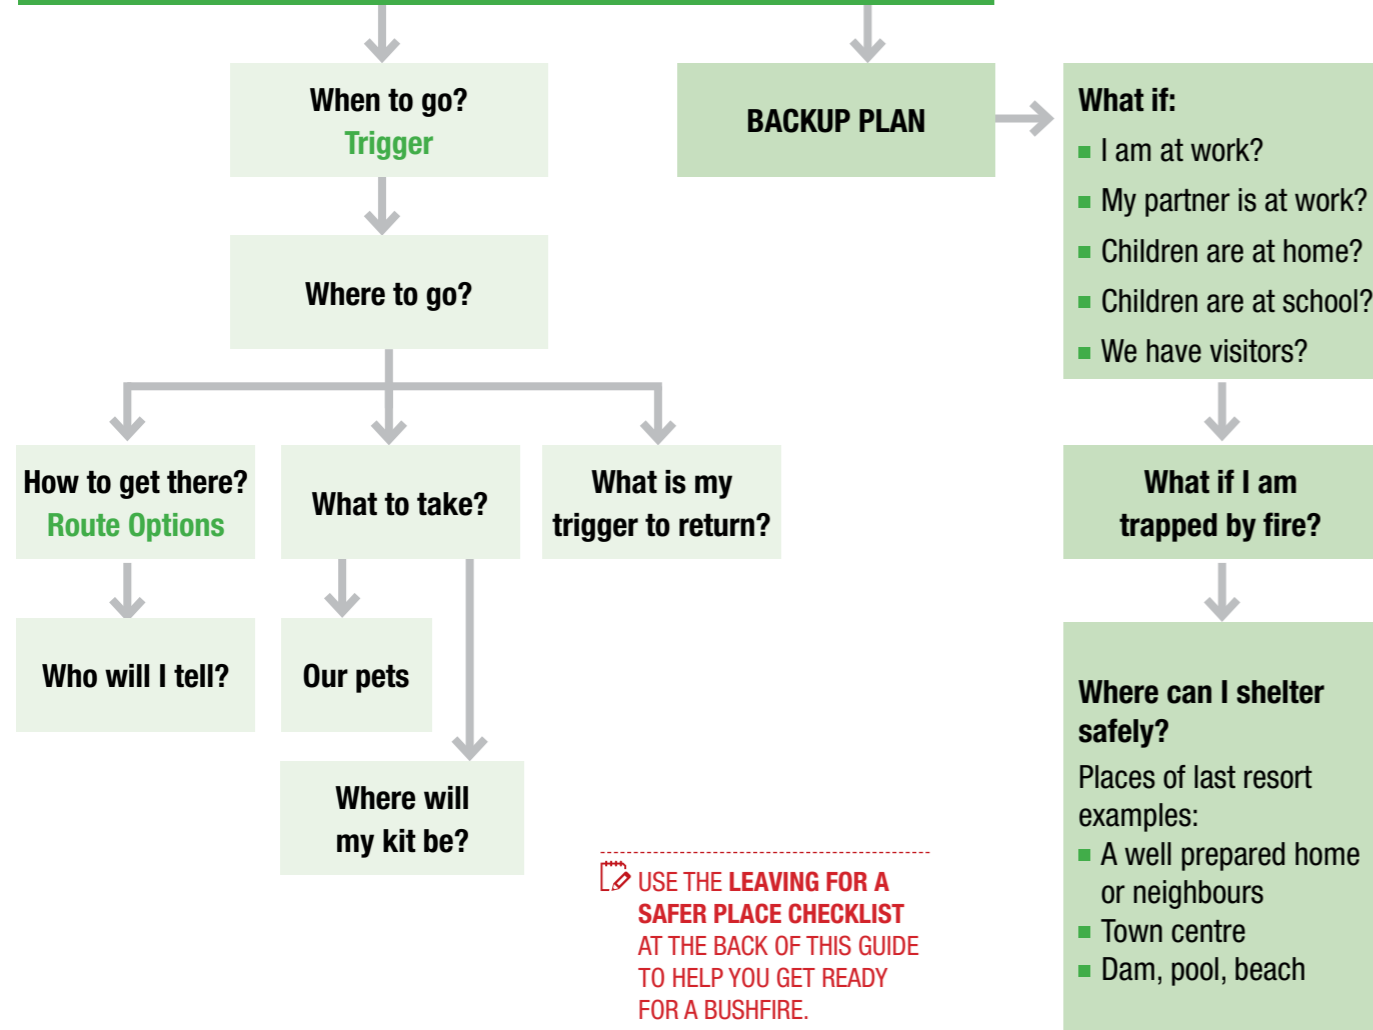 When to go?
Trigger
Where to go?
How to get there?
Route Options
What to take?
What is my
trigger to return?
Who will I tell?
Our pets
Where will
my kit be?
BACKUP PLAN
What if:
I am at work?
My partner is at work?
Children are at home?
Children are at school?
We have visitors?
What if I am
trapped by fire?
Where can I shelter
safely?
Places of last resort
examples:
A well prepared home
or neighbours
Town centre
Dam, pool, beach
USE THE LEAVING FOR A
SAFER PLACE CHECKLIST
AT THE BACK OF THIS GUIDE
TO HELP YOU GET READY
FOR A BUSHFIRE.